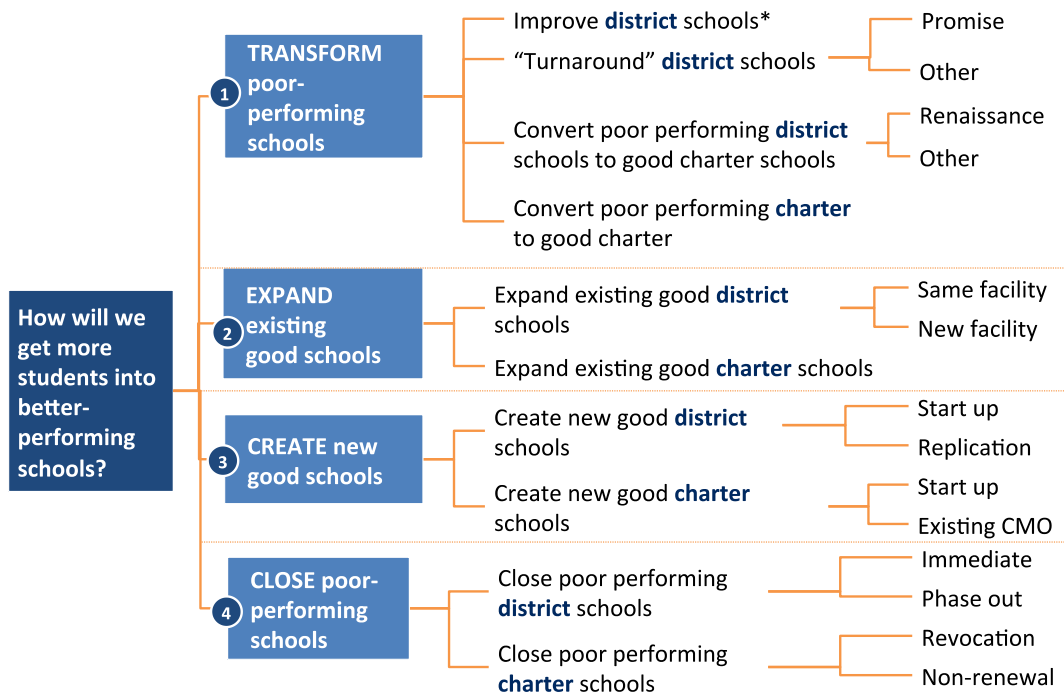 How will we
get more
students into
better-
performing
schools?
1
TRANSFORM
poor-
performing
schools
Improve district schools*
“Turnaround” district schools
Promise
Other
Convert poor performing district
schools to good charter schools
Renaissance
Other
Convert poor performing charter
to good charter
2
EXPAND
existing
good schools
Expand existing good district
schools
Same facility
New facility
Expand existing good charter schools
3
CREATE new
good schools
Create new good district
schools
Start up
Replication
Create new good charter
schools
Start up
Existing CMO
4
CLOSE poor-
performing
schools
Close poor performing
district schools
Immediate
Phase out
Close poor performing
charter schools
Revocation
Non-renewal